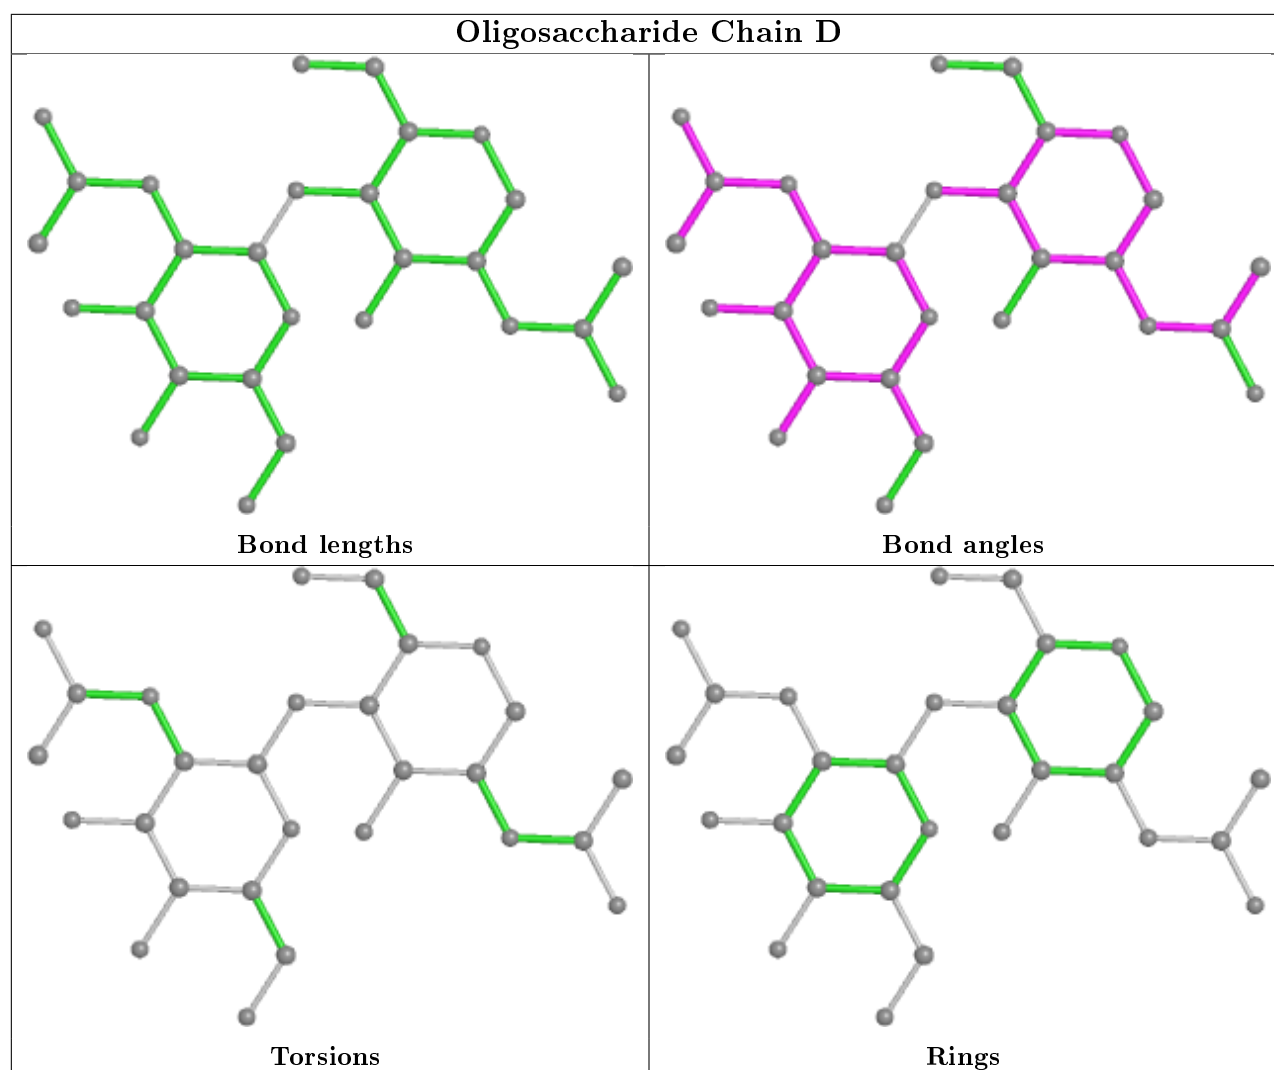 Oligosaccharide Chain D
Bond lengths
Bond angles
Torsions
Rings